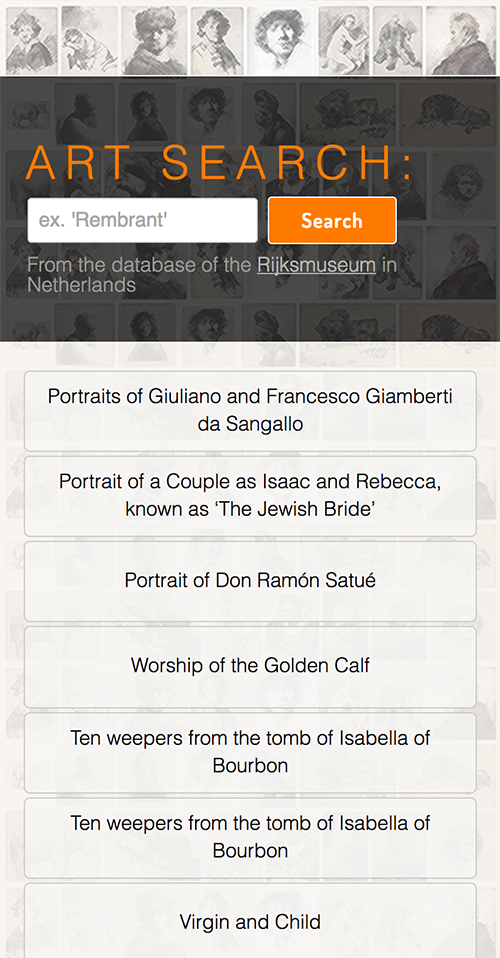 ART SEARCH:
ex. 'Rembrant'
Search
From the database of the Rijksmuseum in
Netherlands
Portraits of Giuliano and Francesco Giamberti
da Sangallo
Portrait of a Couple as Isaac and Rebecca,
known as ‘The Jewish Bride’
Portrait of Don Ramón Satué
Worship of the Golden Calf
Ten weepers from the tomb of Isabella of
Bourbon
Ten weepers from the tomb of Isabella of
Bourbon
Virgin and Child